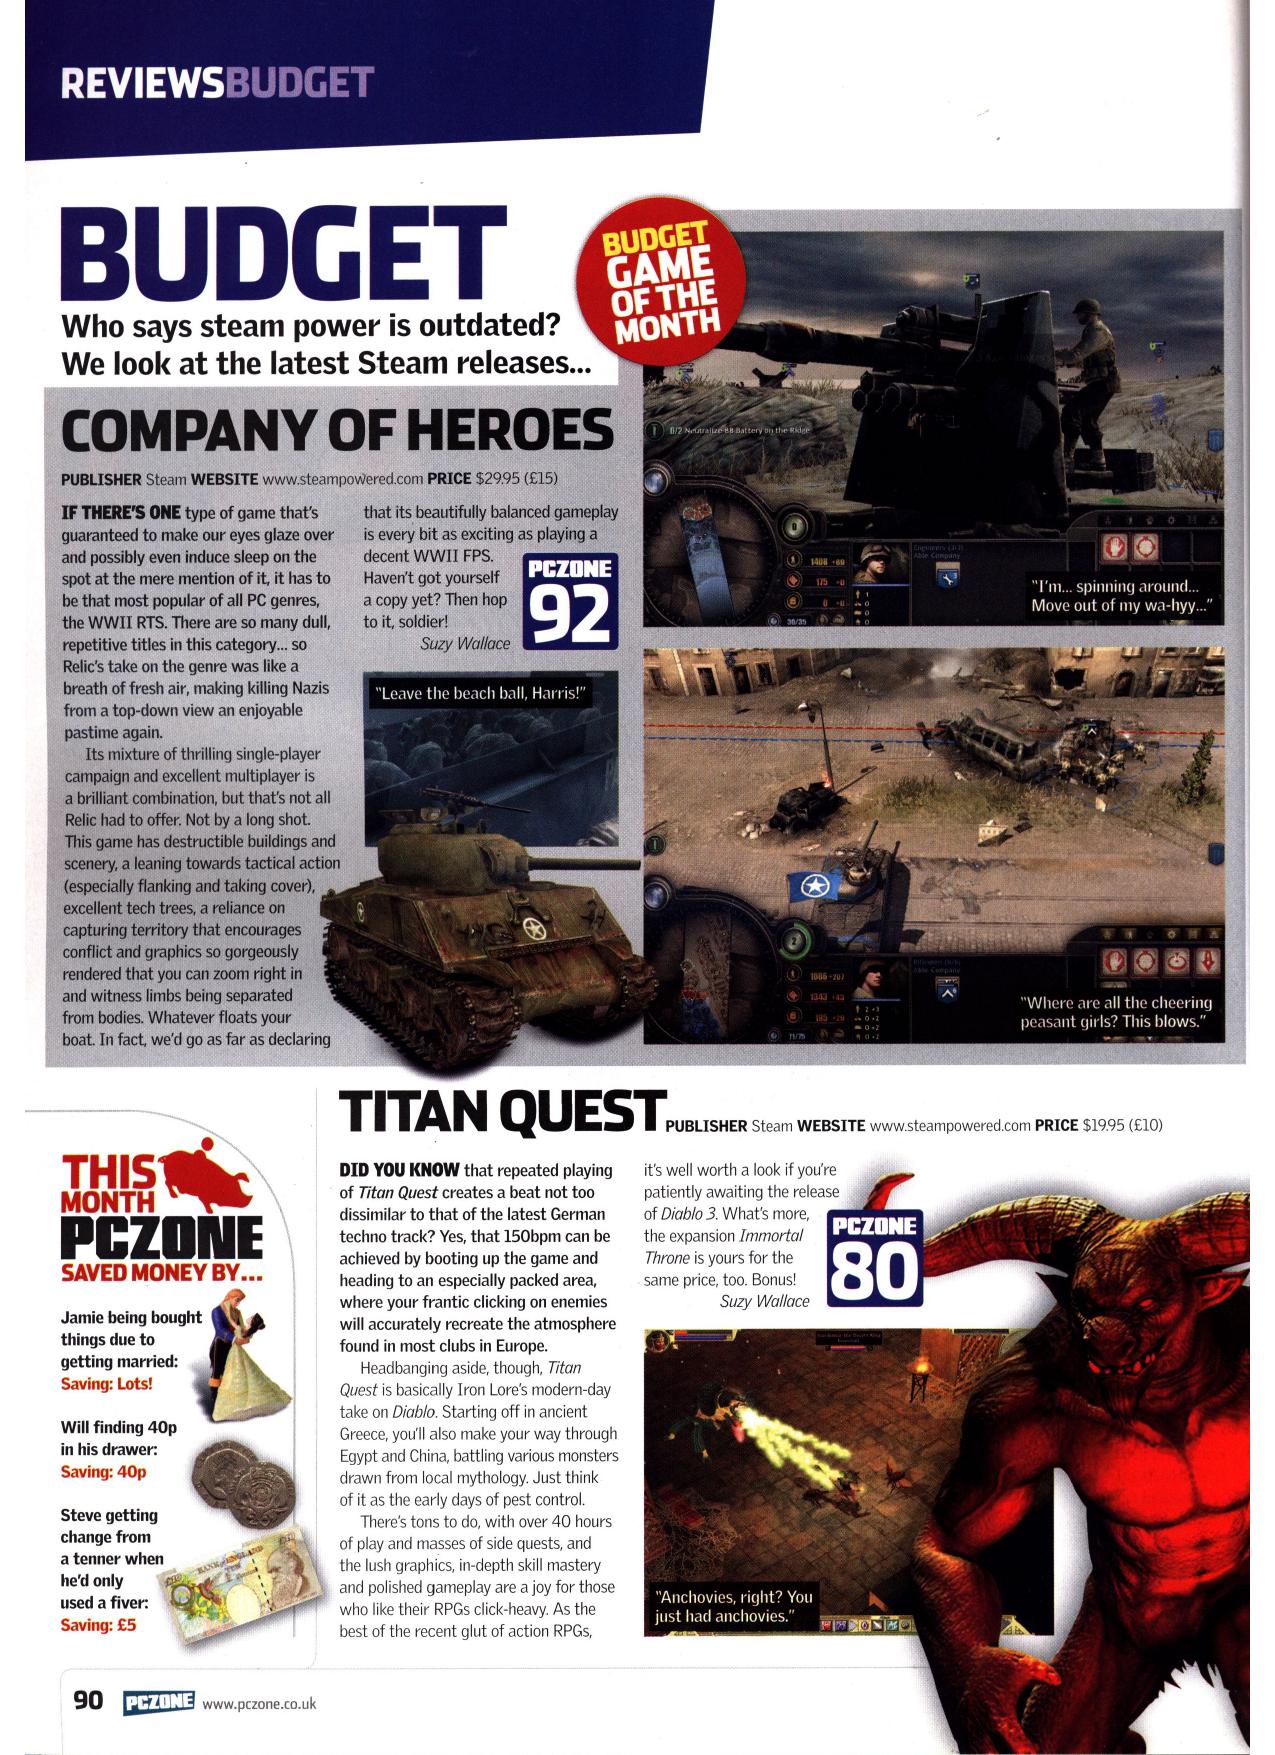 REVIEWSBUDGET
BUDGET
Who says steam power is outdated?
We look at the latest Steam releases...
BUDGET
GAME
OF THE
MONTH
COMPANY OF HEROES
PUBLISHER Steam WEBSITE www.steampowered.com PRICE $29.95 (£15)
IF THERE'S ONE type of game that's
guaranteed to make our eyes glaze over
and possibly even induce sleep on the
spot at the mere mention of it, it has to
be that most popular of all PC genres,
the WWII RTS. There are so many dull,
repetitive titles in this category... so
Relic's take on the genre was like a
breath of fresh air, making killing Nazis
from a top-down view an enjoyable
pastime again.
Its mixture of thrilling single-player
campaign and excellent multiplayer is
a brilliant combination, but that's not all
Relic had to offer. Not by a long shot.
This game has destructible buildings and
scenery, a leaning towards tactical action
(especially flanking and taking cover),
excellent tech trees, a reliance on
capturing territory that encourages
conflict and graphics so gorgeously
rendered that you can zoom right in
and witness limbs being separated
from bodies. Whatever floats your
boat. In fact, we'd go as far as declaring
that its beautifully balanced gameplay
is every bit as exciting as playing a
decent WWII FPS.
Haven't got yourself
a copy yet? Then hop
to it, soldier!
Suzy Wallace
PCZONE
92
"Leave the beach ball, Harris!"
0/2 Neutralize 88 Battery on the Ridge
Able Company
"I'm... spinning around...
Move out of my wa-hyy..."
Able Company
"Where are all the cheering
peasant girls? This blows."
TITAN QUEST
PUBLISHER Steam WEBSITE www.steampowered.com PRICE $19.95 (£10)
DID YOU KNOW that repeated playing
of Titan Quest creates a beat not too
dissimilar to that of the latest German
techno track? Yes, that 150bpm can be
achieved by booting up the game and
heading to an especially packed area,
where your frantic clicking on enemies
will accurately recreate the atmosphere
found in most clubs in Europe.
Headbanging aside, though, Titan
Quest is basically Iron Lore's modern-day
take on Diablo. Starting off in ancient
Greece, you'll also make your way through
Egypt and China, battling various monsters
drawn from local mythology. Just think
of it as the early days of pest control.
There's tons to do, with over 40 hours
of play and masses of side quests, and
the lush graphics, in-depth skill mastery
and polished gameplay are a joy for those
who like their RPGs click-heavy. As the
best of the recent glut of action RPGs,
it's well worth a look if you're
patiently awaiting the release
of Diablo 3. What's more,
the expansion Immortal
Throne is yours for the
same price, too. Bonus!
Suzy Wallace
PCZONE
80
"Anchovies, right? You
just had anchovies."
THIS
MONTH
PCZONE
SAVED MONEY BY...
Jamie being bought
things due to
getting married:
Saving: Lots!
Will finding 40p
in his drawer:
Saving: 40p
Steve getting
change from
a tenner when
he'd only
used a fiver:
Saving: £5
BANK OF ENGLAND
90 PCZONE www.pczone.co.uk